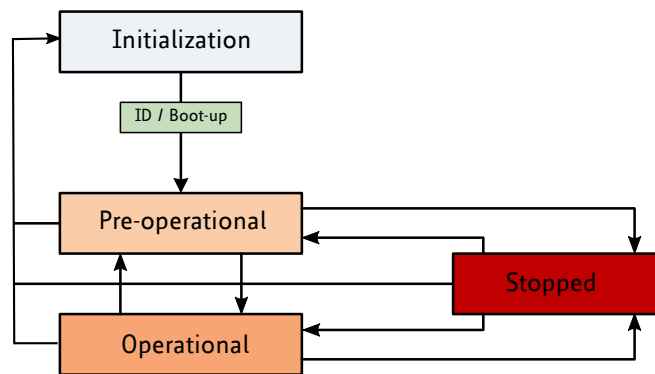 Initialization
ID / Boot-up
Pre-operational
Stopped
Operational